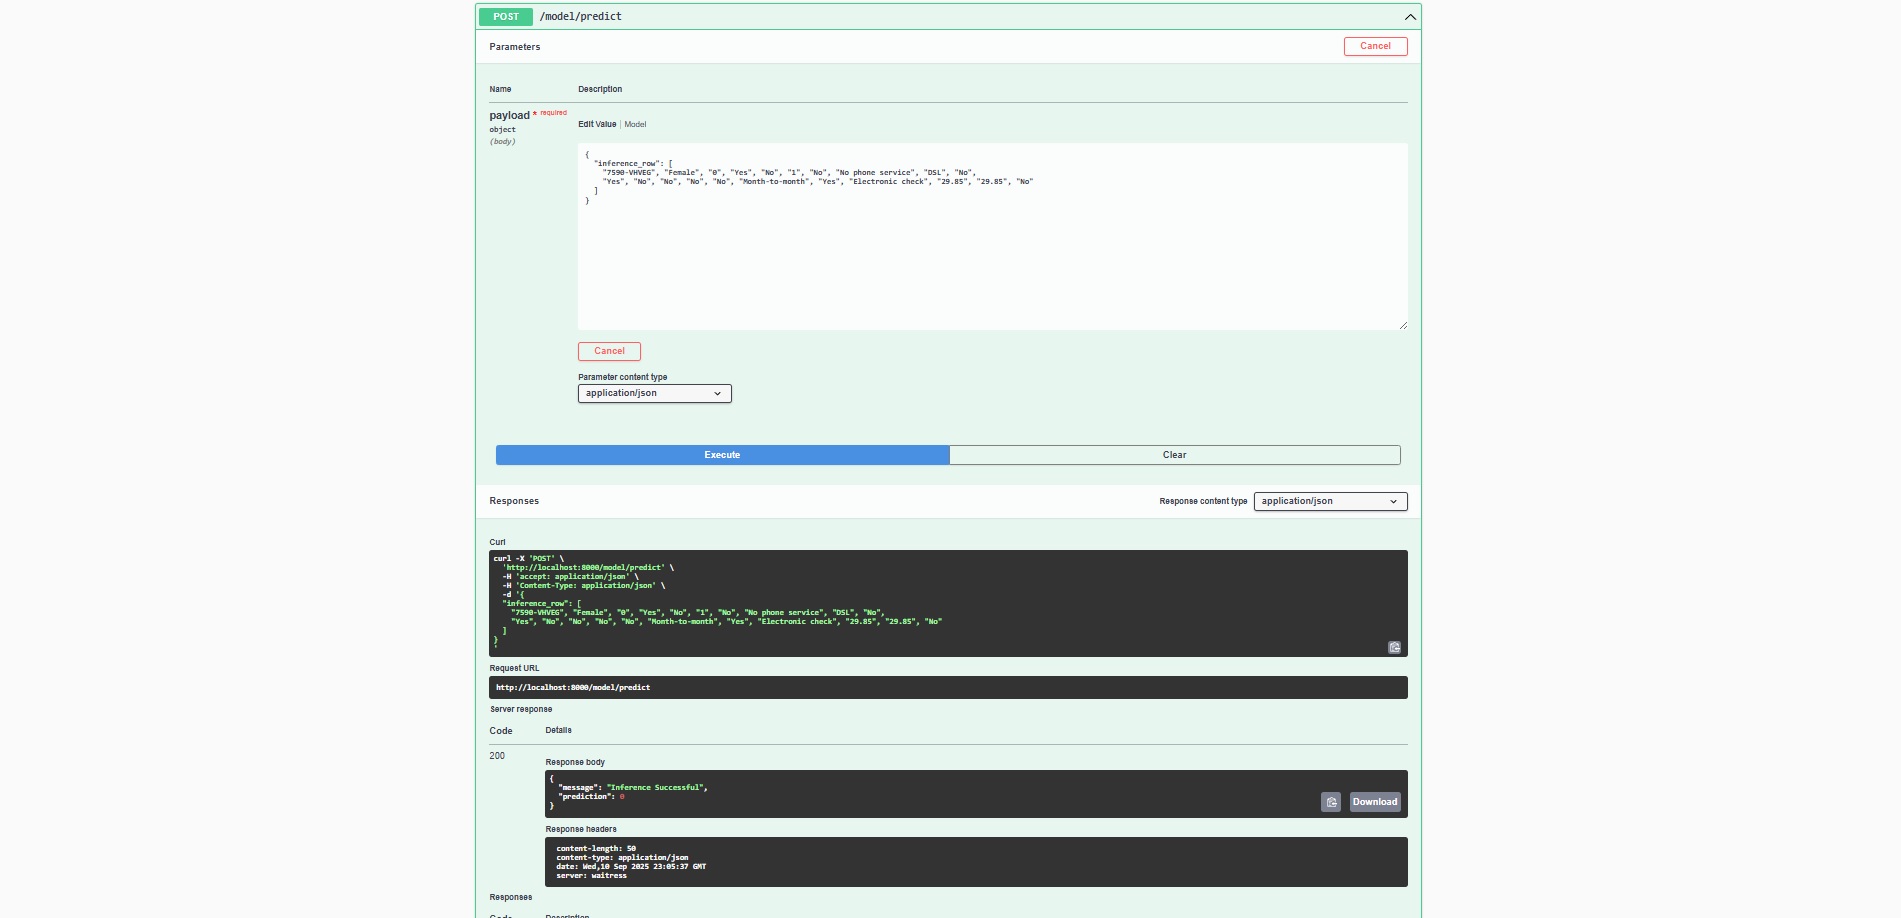 POST /model/predict
Parameters
Cancel
Name Description
payload * required
object
(body)
Edit Value | Model
{
"inference_row": [
"7590-VHVEG", "Female", "0", "Yes", "No", "1", "No", "No phone service", "DSL", "No",
"Yes", "No", "No", "No", "No", "Month-to-month", "Yes", "Electronic check", "29.85", "29.85", "No"
]
}
Cancel
Parameter content type
application/json
Execute Clear
Responses Response content type application/json
Curl
curl -X 'POST' \
'http://localhost:8000/model/predict' \
-H 'accept: application/json' \
-H 'Content-Type: application/json' \
-d '{
"inference_row": [
"7590-VHVEG", "Female", "0", "Yes", "No", "1", "No", "No phone service", "DSL", "No",
"Yes", "No", "No", "No", "No", "Month-to-month", "Yes", "Electronic check", "29.85", "29.85", "No"
]
}
'
Request URL
http://localhost:8000/model/predict
Server response
Code Details
200
Response body
{
"message": "Inference Successful",
"prediction": 0
}
Download
Response headers
content-length: 50
content-type: application/json
date: Wed,10 Sep 2025 23:05:37 GMT
server: waitress
Responses
Code Description